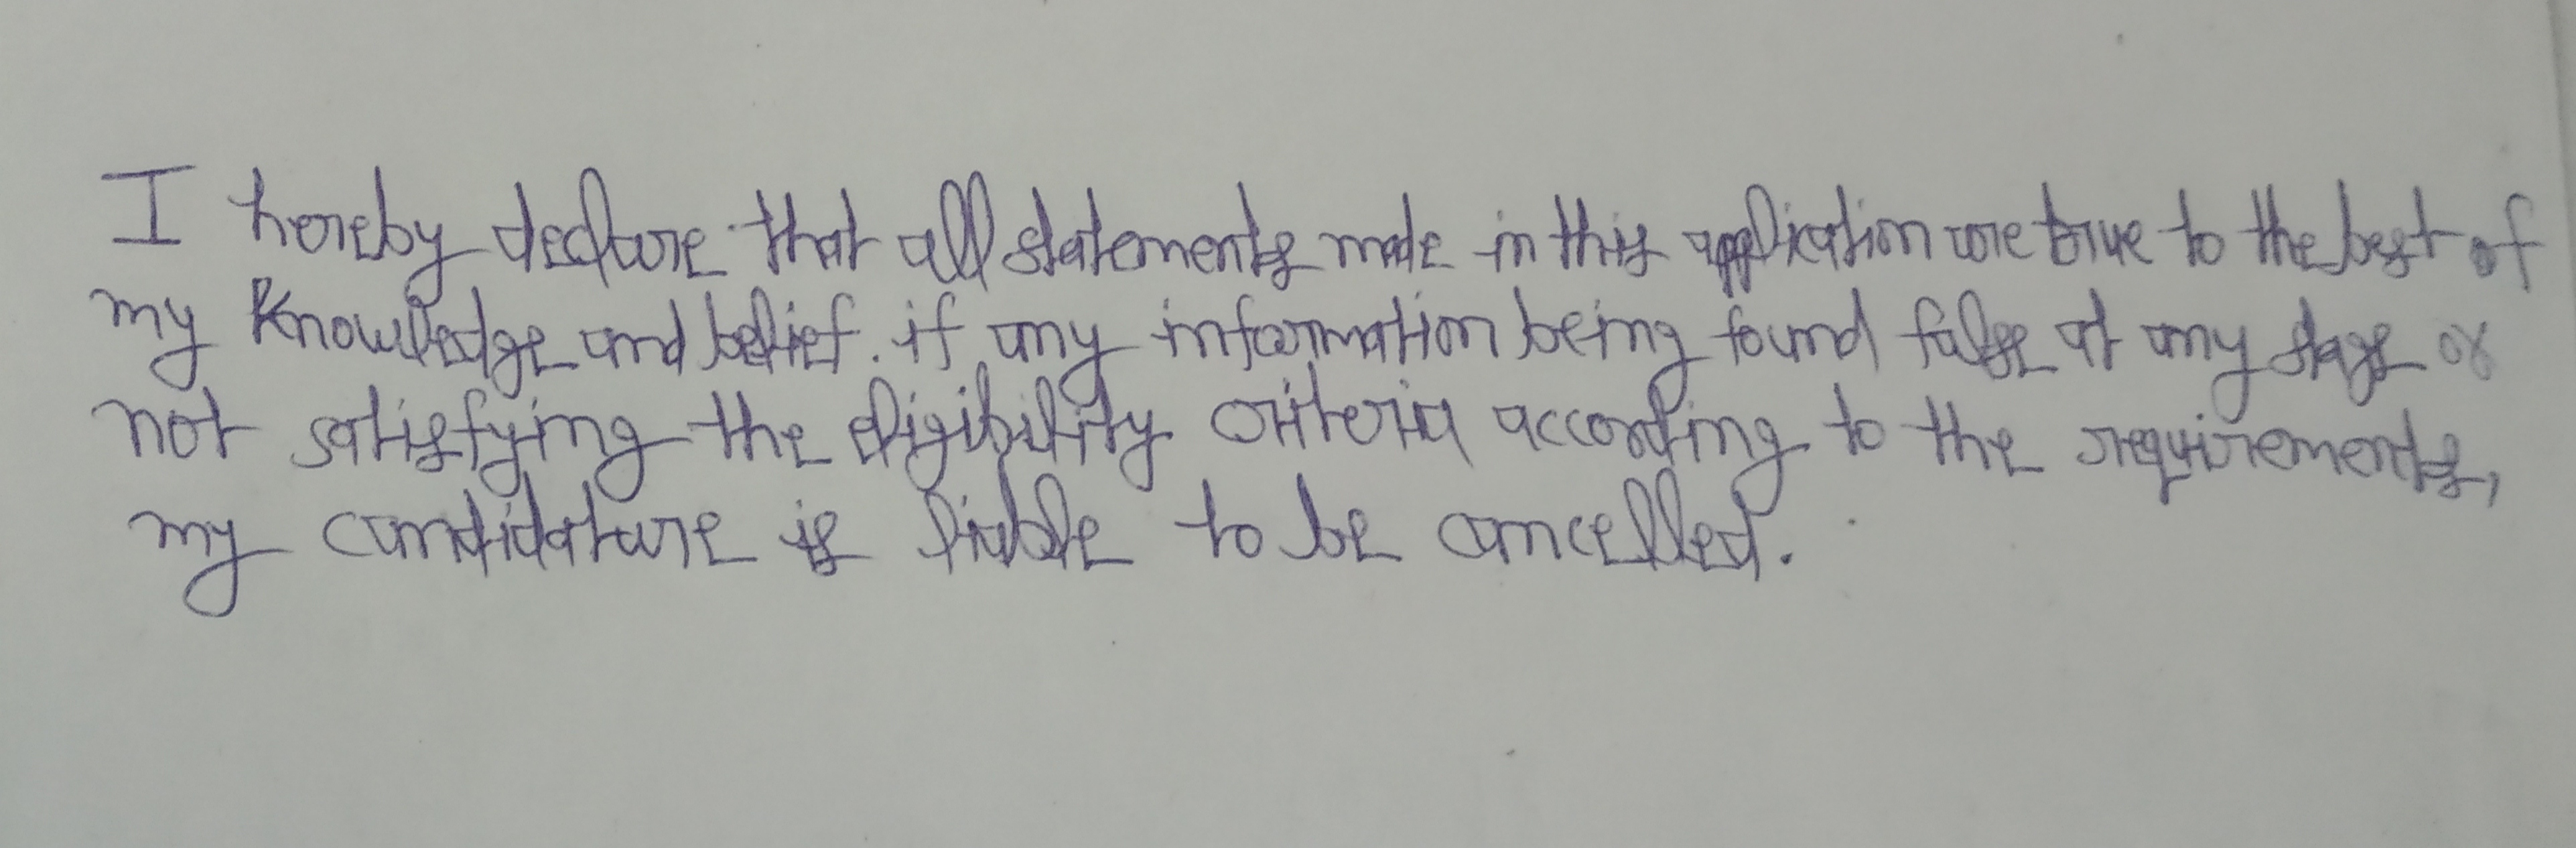 I hereby declare that all statements made in this application are true to the best of
my Knowledge and belief. if any information being found false at any stage or
not satisfying the eligibility criteria according to the requirements,
my candidature is liable to be cancelled.